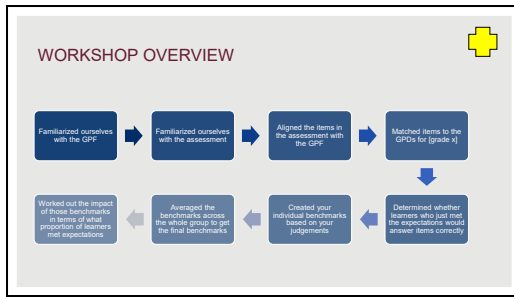 WORKSHOP OVERVIEW
Familiarized ourselves
with the GPF
Familiarized ourselves
with the assessment
Aligned the items in
the assessment with
the GPF
Matched items to the
GPDs for [grade x]
Determined whether
learners who just met
the expectations would
answer items correctly
Created your
individual benchmarks
based on your
judgements
Averaged the
benchmarks across
the whole group to get
the final benchmarks
Worked out the impact
of those benchmarks
in terms of what
proportion of learners
met expectations